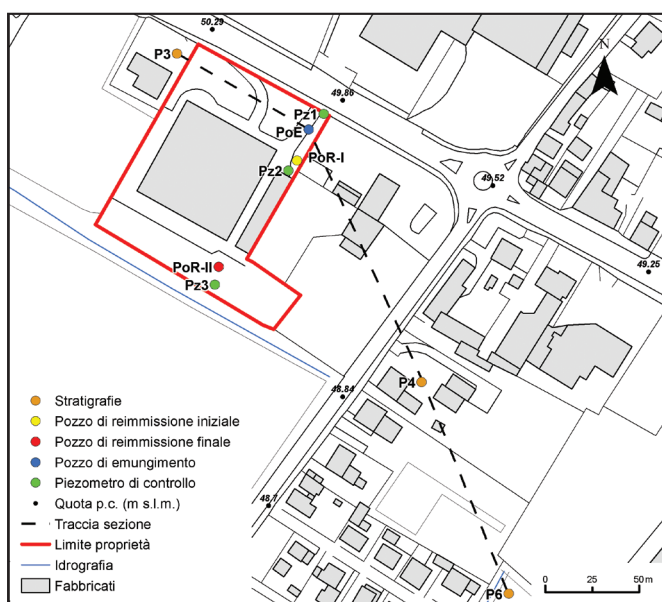 50.29
P3
N
49.86
Pz1
PoE
PoR-I
Pz2
49.52
49.25
PoR-II
Pz3
P4
48.84
Stratigrafie
Pozzo di reimmissione iniziale
Pozzo di reimmissione finale
Pozzo di emungimento
Piezometro di controllo
Quota p.c. (m s.l.m.)
48.7
Traccia sezione
Limite proprietà
Idrografia
Fabbricati
P6
0 25 50 m